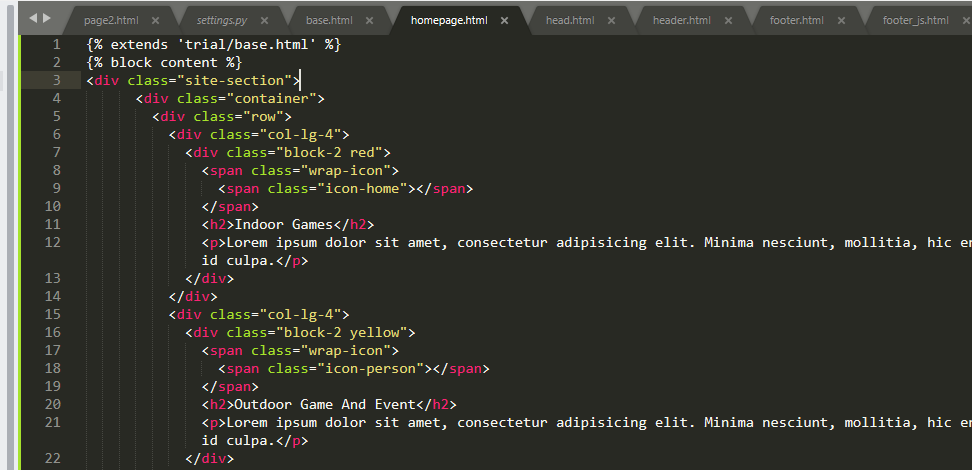 page2.html × settings.py × base.html × homepage.html × head.html × header.html × footer.html × footer_js.html ×
1 {% extends 'trial/base.html' %}
2 {% block content %}
3 <div class="site-section">
4 <div class="container">
5 <div class="row">
6 <div class="col-lg-4">
7 <div class="block-2 red">
8 <span class="wrap-icon">
9 <span class="icon-home"></span>
10 </span>
11 <h2>Indoor Games</h2>
12 <p>Lorem ipsum dolor sit amet, consectetur adipisicing elit. Minima nesciunt, mollitia, hic
id culpa.</p>
13 </div>
14 </div>
15 <div class="col-lg-4">
16 <div class="block-2 yellow">
17 <span class="wrap-icon">
18 <span class="icon-person"></span>
19 </span>
20 <h2>Outdoor Game And Event</h2>
21 <p>Lorem ipsum dolor sit amet, consectetur adipisicing elit. Minima nesciunt, mollitia, hic
id culpa.</p>
22 </div>